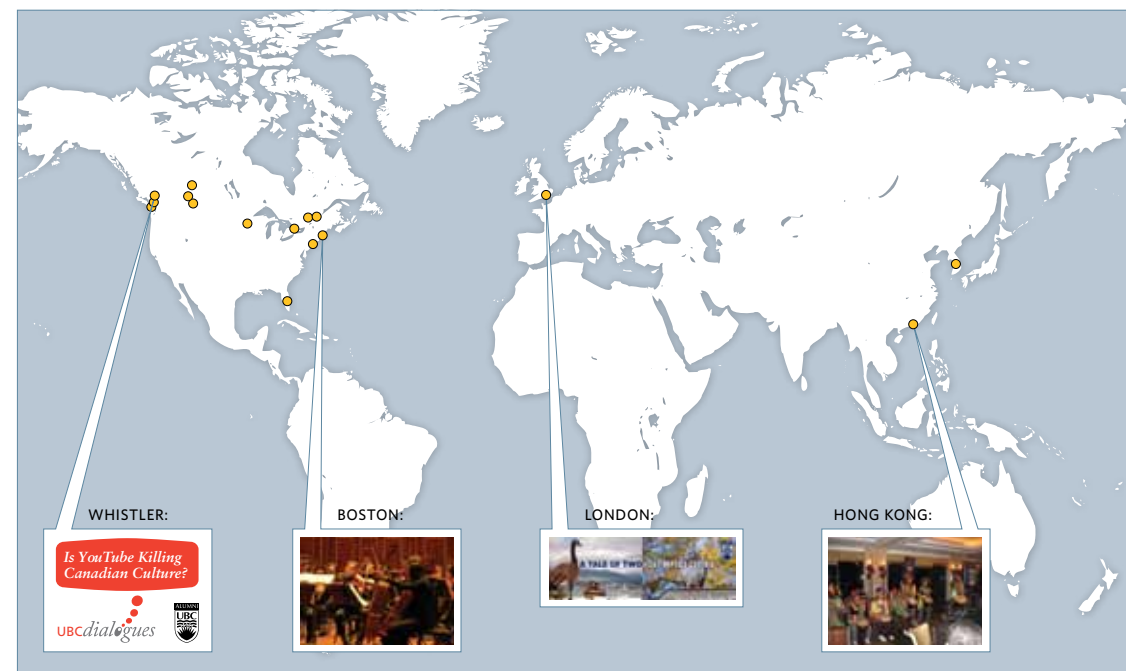 WHISTLER:
Is YouTube Killing
Canadian Culture?
UBCdialogues
ALUMNI
UBC
BOSTON:
LONDON:
A TALE OF TWO
HONG KONG: